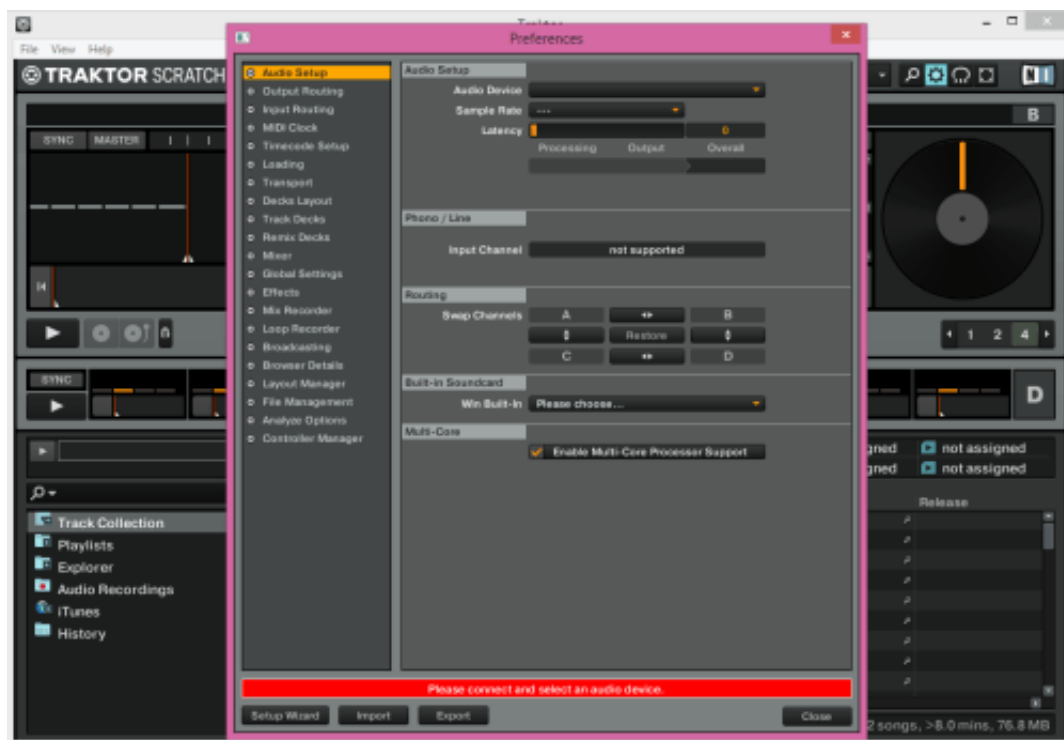 Preferences
File View Help
TRAKTOR SCRATCH
SYNC MASTER
B
SYNC
D
1 2 4
Track Collection
Playlists
Explorer
Audio Recordings
iTunes
History
Audio Setup
Output Routing
Input Routing
MIDI Clock
Timecode Setup
Loading
Transport
Decks Layout
Track Decks
Remix Decks
Mixer
Global Settings
Effects
Mix Recorder
Loop Recorder
Broadcasting
Browser Details
Layout Manager
File Management
Analyze Options
Controller Manager
Audio Setup
Audio Device
Sample Rate ---
Latency 0
Processing Output Overall
Phono / Line
Input Channel not supported
Routing
Swap Channels A B
Restore
C D
Built-in Soundcard
Win Built-In Please choose...
Multi-Core
Enable Multi-Core Processor Support
Please connect and select an audio device.
Setup Wizard Import Export Close
gned not assigned
gned not assigned
Release
2 songs, >8.0 mins, 76.8 MB